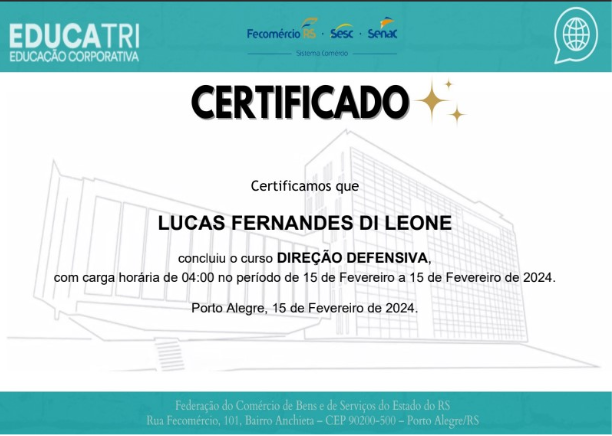 EDUCATRI
EDUCAÇÃO CORPORATIVA
Fecomércio RS · Sesc · Senac
Sistema Comércio
CERTIFICADO
Certificamos que
LUCAS FERNANDES DI LEONE
concluiu o curso DIREÇÃO DEFENSIVA,
com carga horária de 04:00 no período de 15 de Fevereiro a 15 de Fevereiro de 2024.
Porto Alegre, 15 de Fevereiro de 2024.
Federação do Comércio de Bens e de Serviços do Estado do RS
Rua Fecomércio, 101, Bairro Anchieta – CEP 90200-500 – Porto Alegre/RS